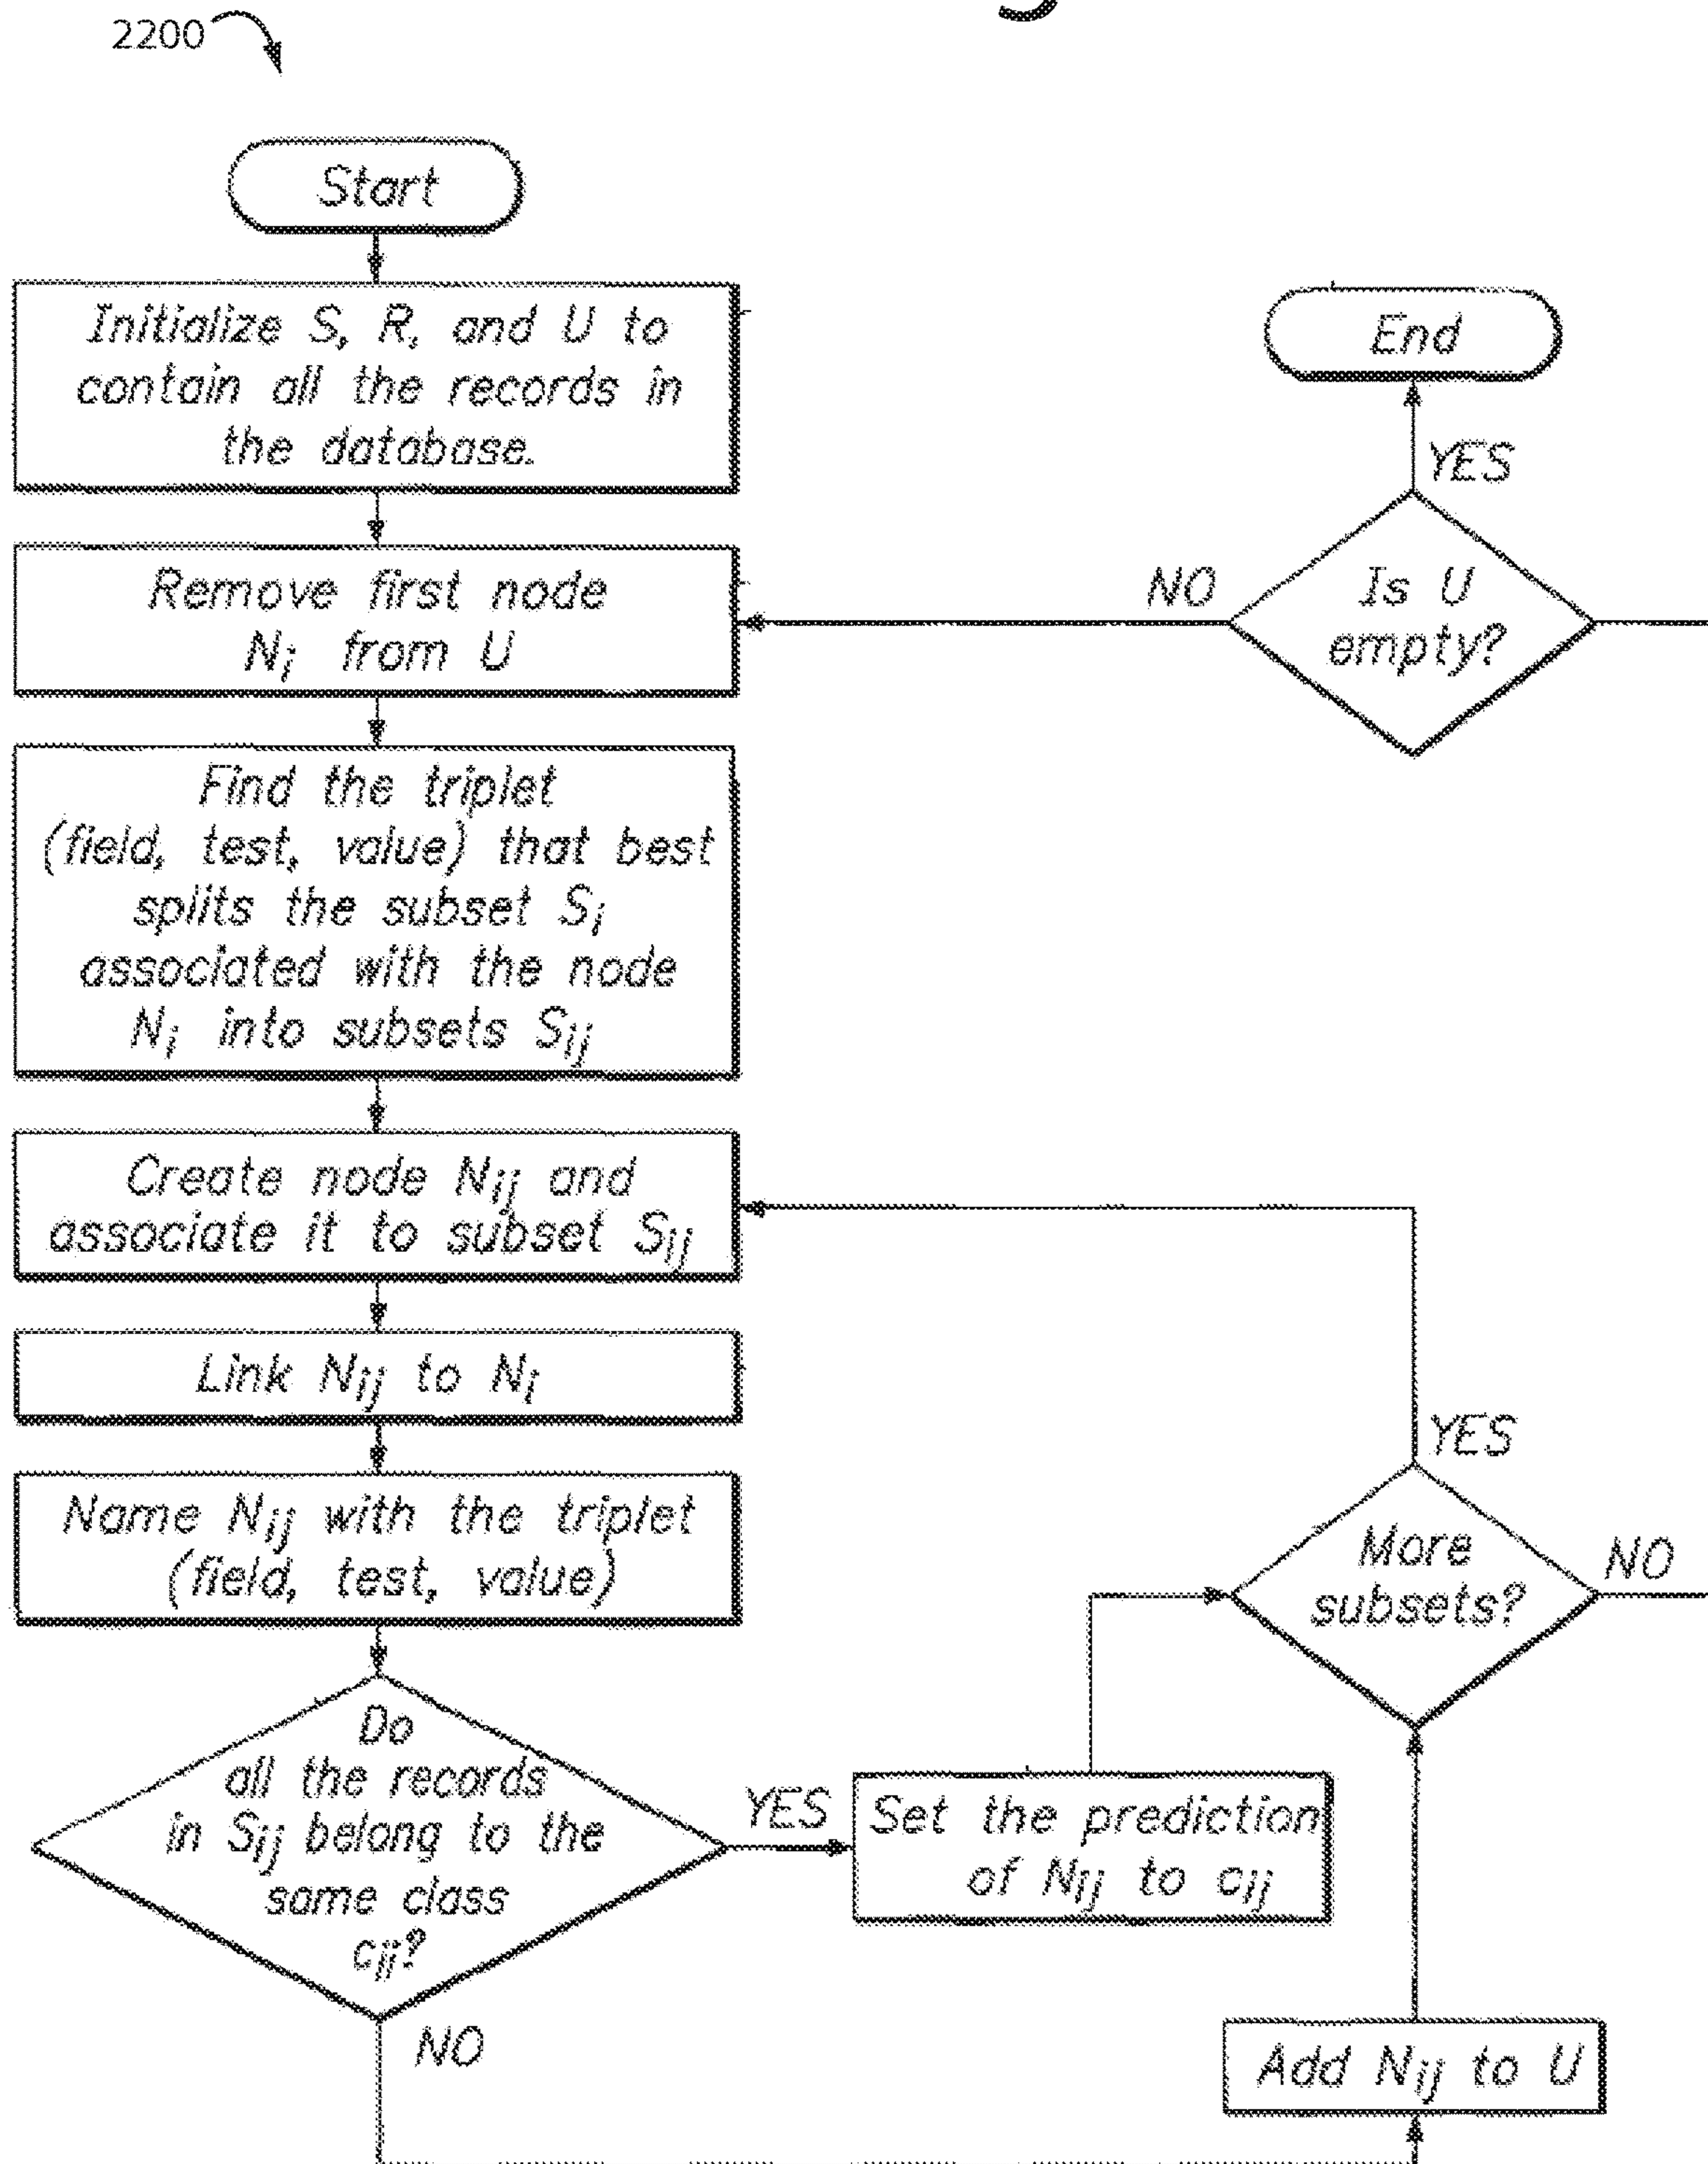 2200
Start
Initialize S, R, and U to
contain all the records in
the database.
Remove first node
Ni from U
Find the triplet
(field, test, value) that best
splits the subset Si
associated with the node
Ni into subsets Sij
Create node Nij and
associate it to subset Sij
Link Nij to Ni
Name Nij with the triplet
(field, test, value)
Do
all the records
in Sij belong to the
same class
cij?
YES
NO
Set the prediction
of Nij to cij
Add Nij to U
More
subsets?
YES
NO
Is U
empty?
NO
YES
End